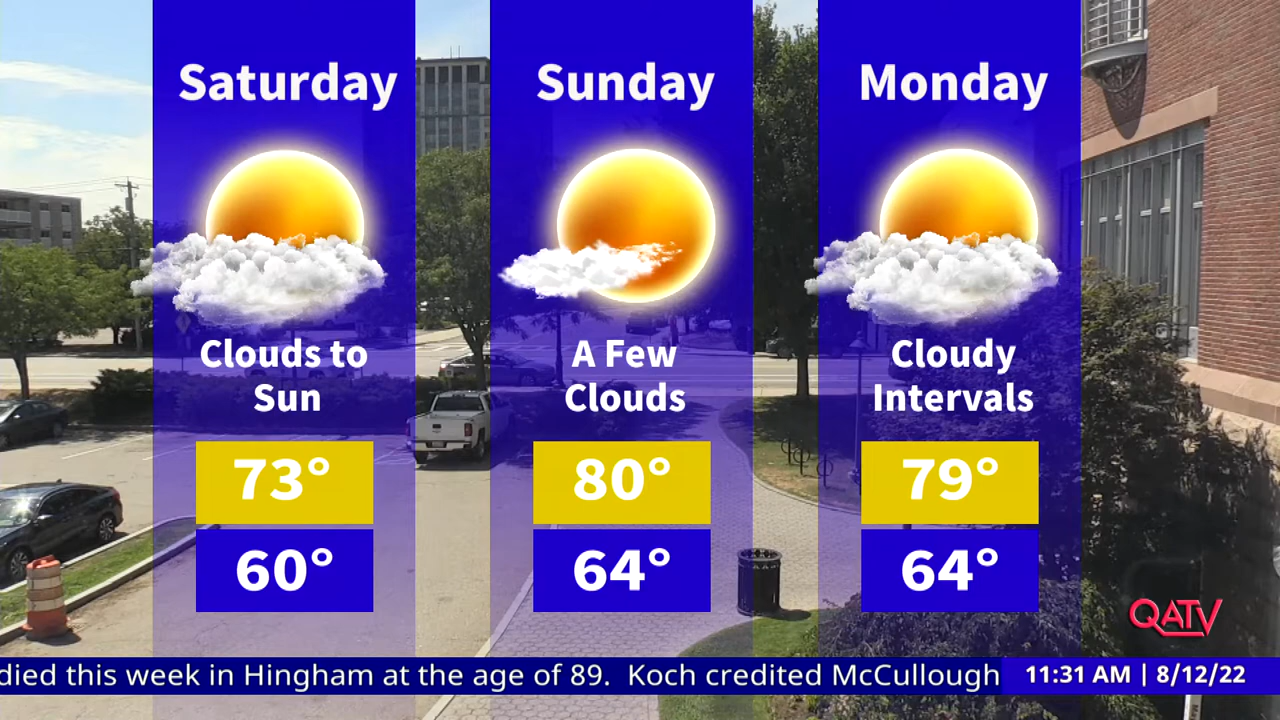 Saturday
Sunday
Monday
Clouds to
Sun
A Few
Clouds
Cloudy
Intervals
73°
80°
79°
60°
64°
64°
QATV
died this week in Hingham at the age of 89.  Koch credited McCullough
11:31 AM | 8/12/22